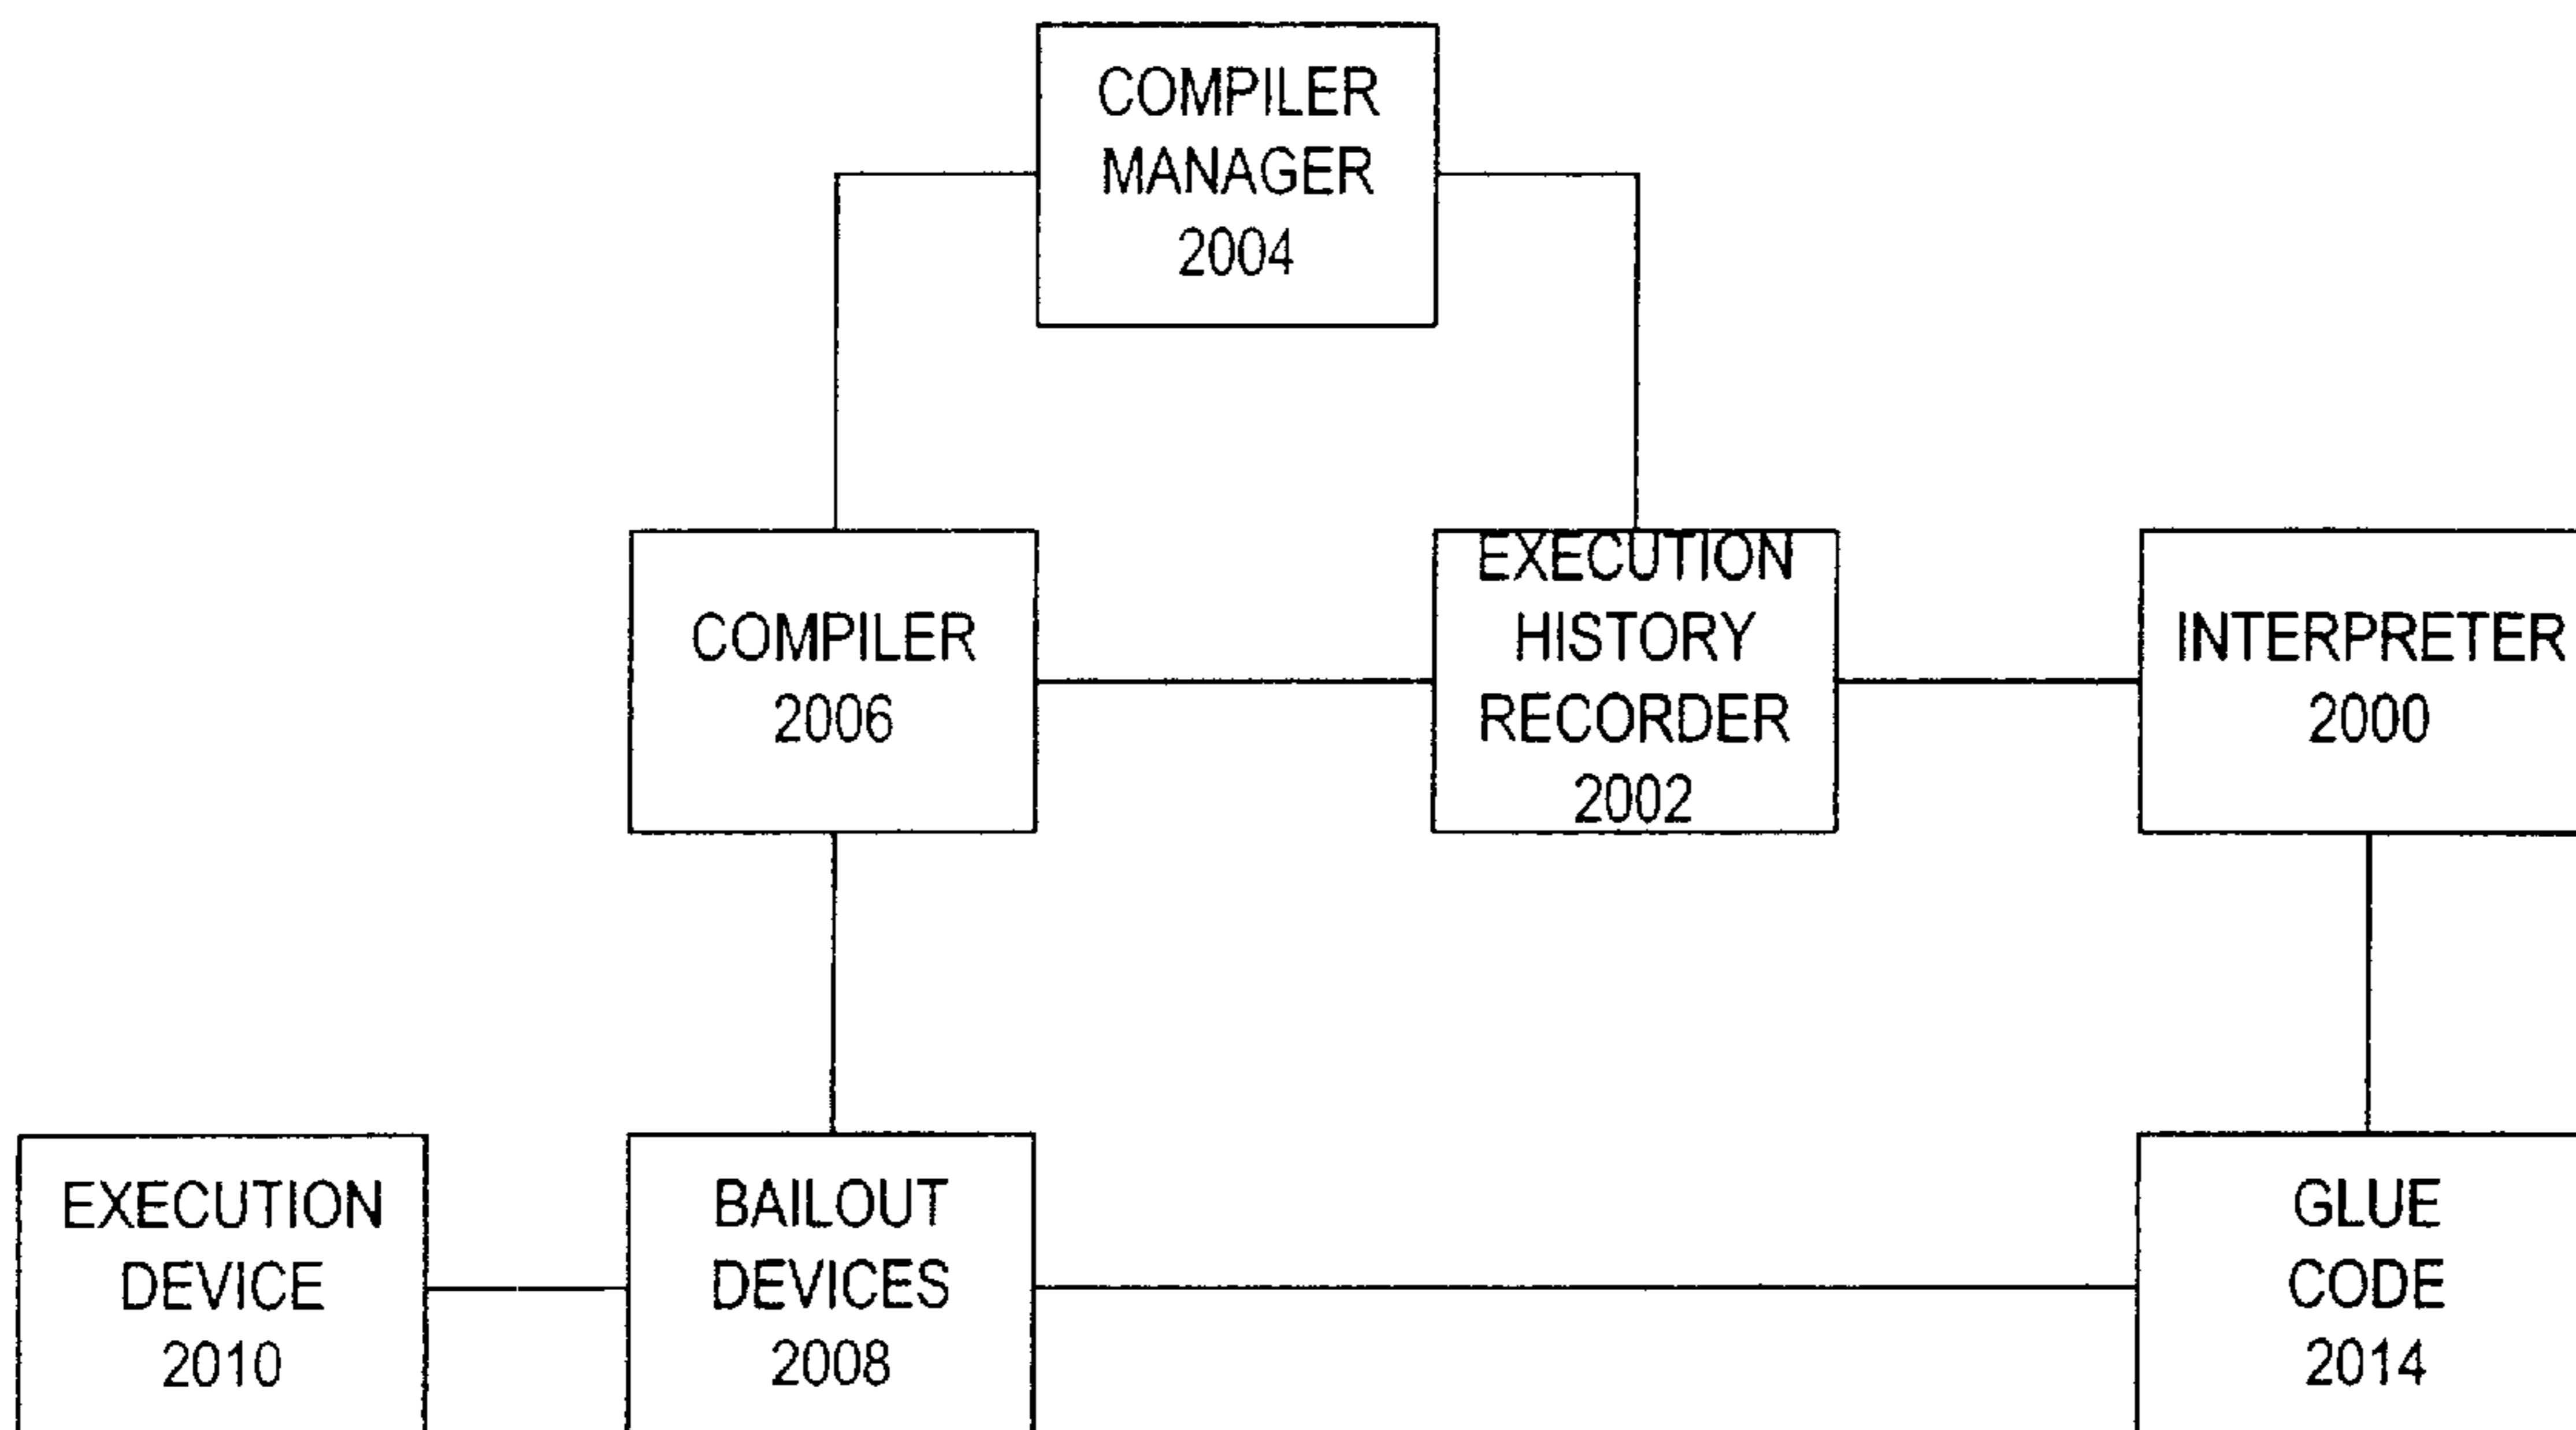 COMPILER
MANAGER
2004
COMPILER
2006
EXECUTION
HISTORY
RECORDER
2002
INTERPRETER
2000
EXECUTION
DEVICE
2010
BAILOUT
DEVICES
2008
GLUE
CODE
2014